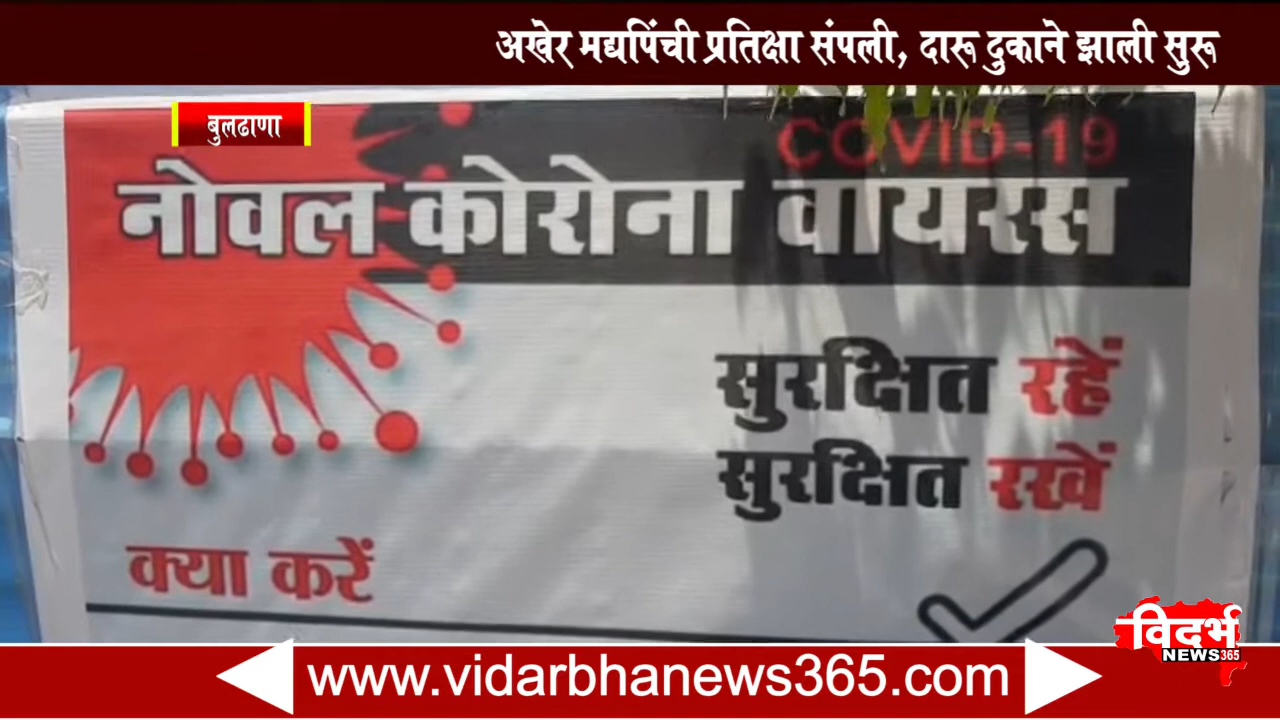 अखेर मद्यपिंची प्रतिक्षा संपली, दारू दुकाने झाली सुरू
बुलढाणा
COVID-19
नोवल कोरोना वायरस
सुरक्षित रहें
सुरक्षित रखें
क्या करें
विदर्भ
NEWS365
www.vidarbhanews365.com